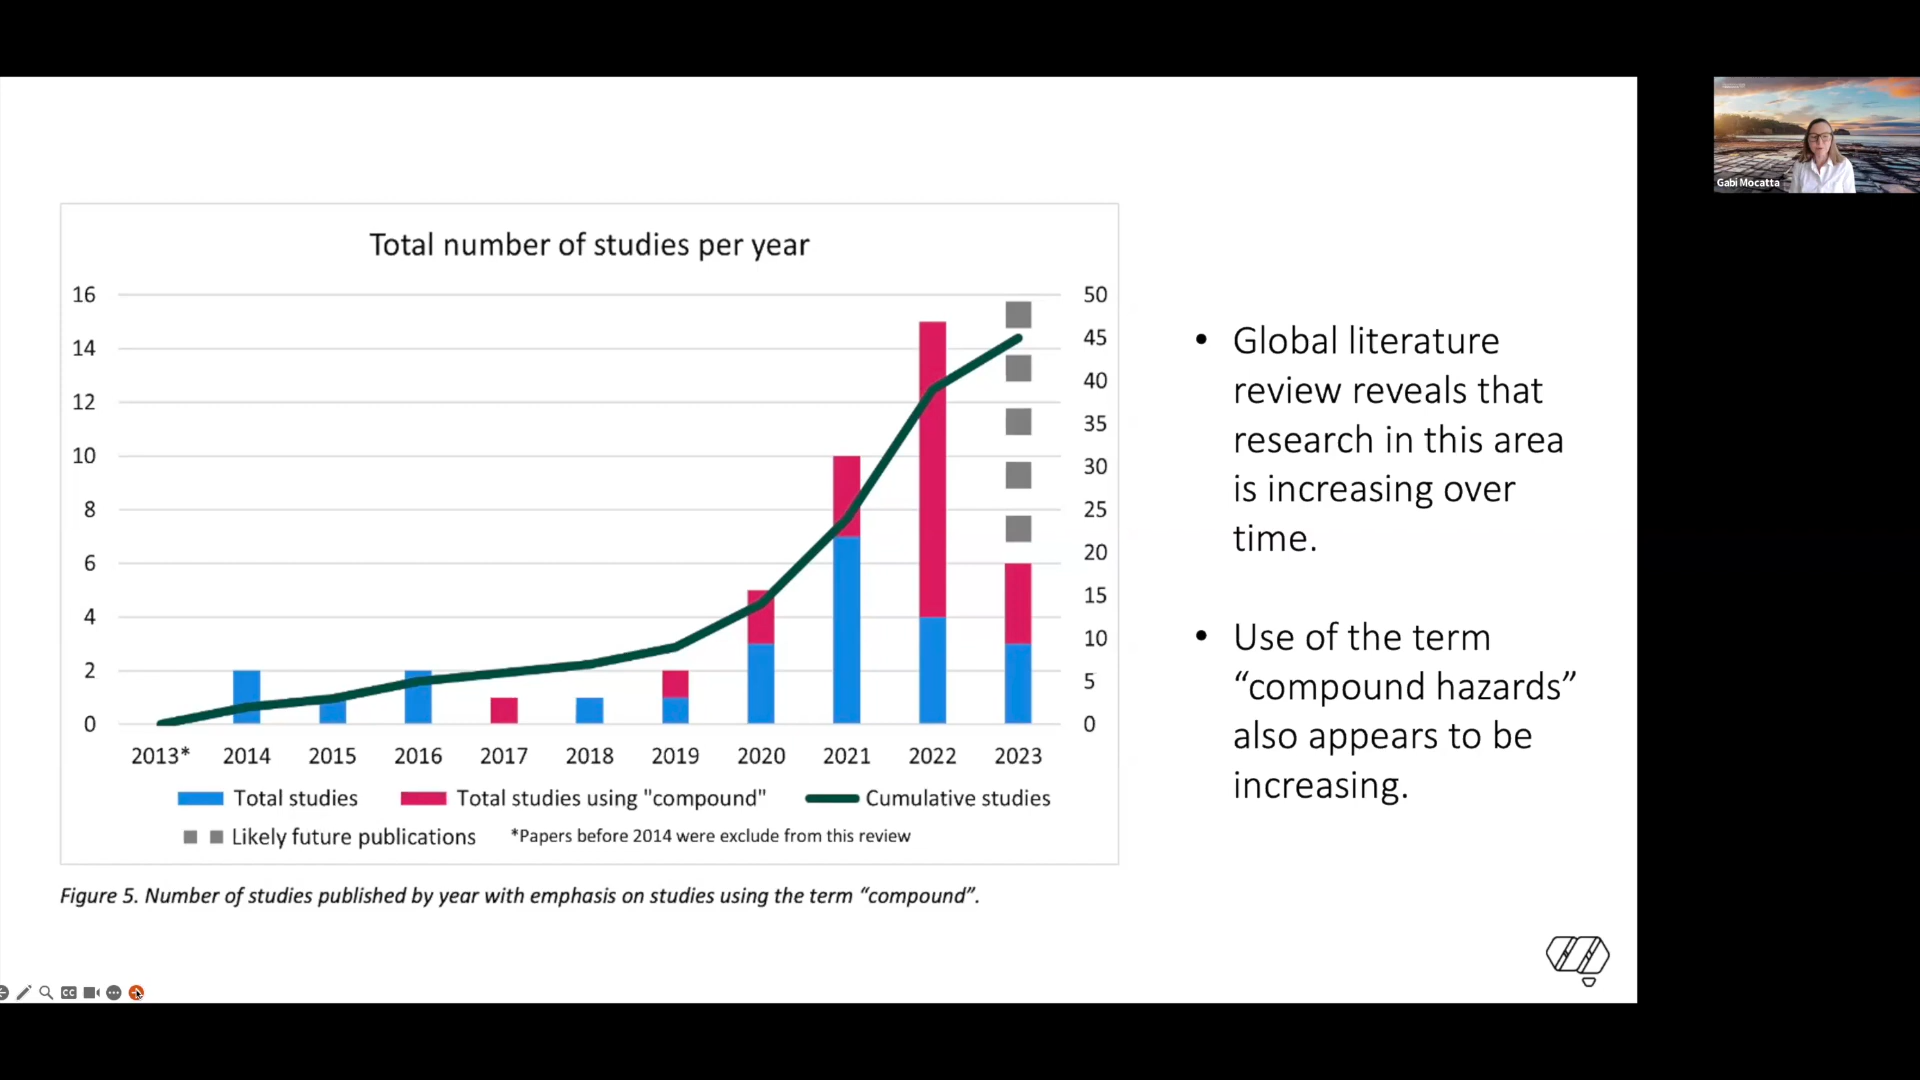 Total number of studies per year
16
14
12
10
8
6
4
2
0
50
45
40
35
30
25
20
15
10
5
0
2013* 2014 2015 2016 2017 2018 2019 2020 2021 2022 2023
Total studies Total studies using "compound" Cumulative studies
Likely future publications *Papers before 2014 were exclude from this review
Figure 5. Number of studies published by year with emphasis on studies using the term “compound”.
• Global literature
review reveals that
research in this area
is increasing over
time.
• Use of the term
“compound hazards”
also appears to be
increasing.
Gabi Mocatta
CC